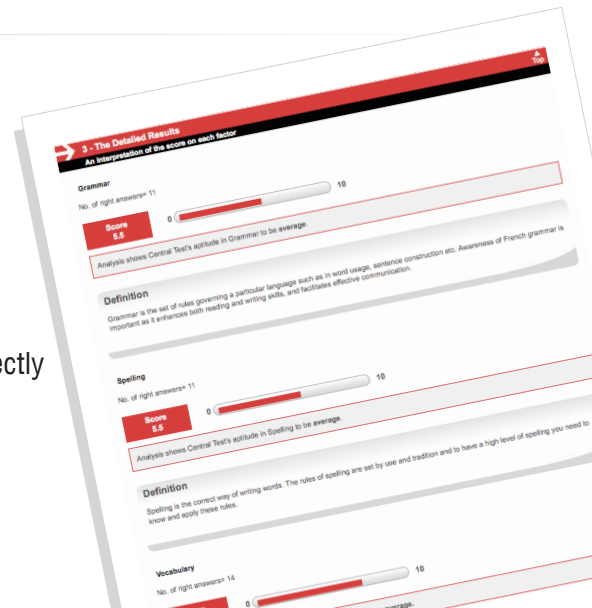 Top
3 - The Detailed Results
An interpretation of the score on each factor
Grammar
No. of right answers= 11
Score
5.5
0
10
Analysis shows Central Test's aptitude in Grammar to be average.
Definition
Grammar is the set of rules governing a particular language such as in word usage, sentence construction etc. Awareness of French grammar is
important as it enhances both reading and writing skills, and facilitates effective communication.
ectly
Spelling
No. of right answers= 11
Score
5.5
0
10
Analysis shows Central Test's aptitude in Spelling to be average.
Definition
Spelling is the correct way of writing words. The rules of spelling are set by use and tradition and to have a high level of spelling you need to
know and apply these rules.
Vocabulary
No. of right answers= 14
0
10
average.